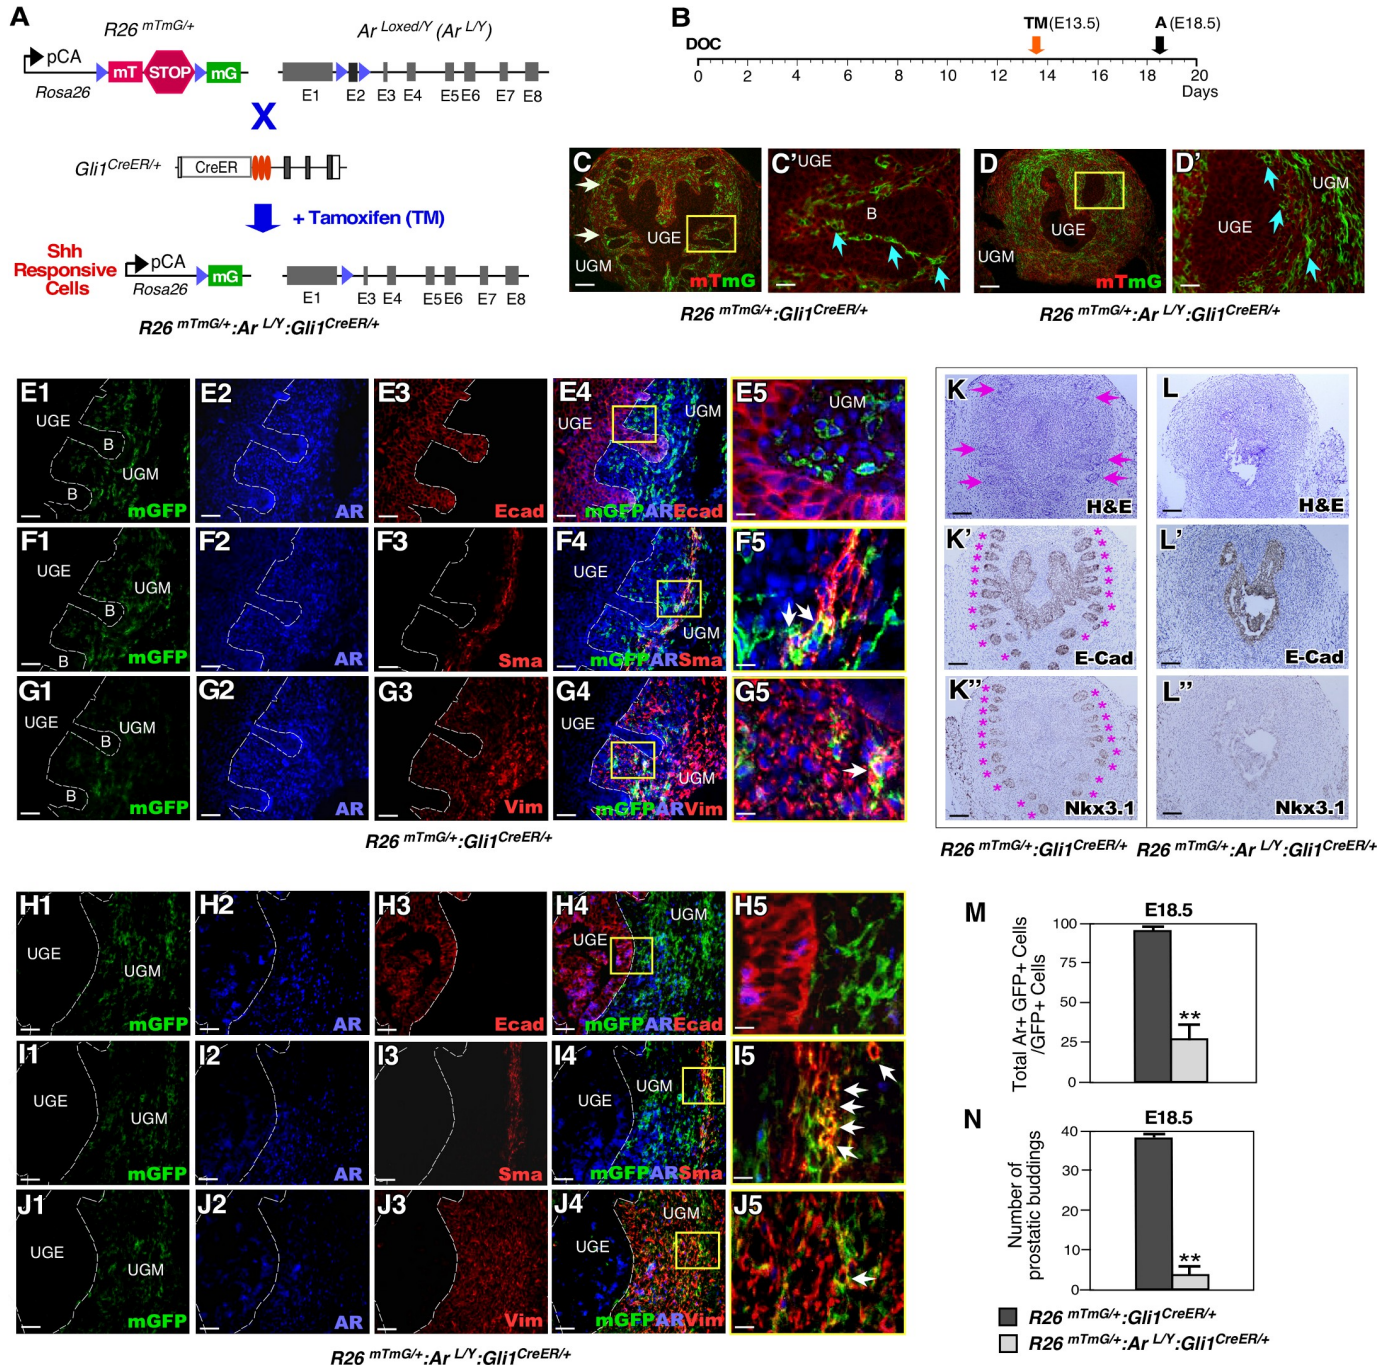 A
R26 mTmG/+
Ar Loxed/Y (Ar L/Y)
pCA
mT
STOP
mG
Rosa26
E1 E2 E3 E4 E5 E6 E7 E8
X
Gli1CreER/+
CreER
+ Tamoxifen (TM)
Shh
Responsive
Cells
pCA
mG
Rosa26
E1 E3 E4 E5 E6 E7 E8
R26 mTmG/+:Ar L/Y:Gli1CreER/+
B
TM(E13.5)
A(E18.5)
DOC
0 2 4 6 8 10 12 14 16 18 20
Days
C
UGE
UGM
mTmG
C'
UGE
B
R26 mTmG/+:Gli1CreER/+
D
UGE
UGM
mTmG
D'
UGE
UGM
R26 mTmG/+:Ar L/Y:Gli1CreER/+
E1
UGE
B
UGM
B
mGFP
E2
AR
E3
Ecad
E4
UGE
UGM
mGFPAREcad
E5
UGM
F1
UGE
UGM
B
B
mGFP
F2
AR
F3
Sma
F4
UGE
UGM
mGFPARSma
F5
G1
UGE
UGM
B
B
mGFP
G2
AR
G3
Vim
G4
UGE
UGM
mGFPARVim
G5
R26 mTmG/+:Gli1CreER/+
K
H&E
L
H&E
K'
E-Cad
L'
E-Cad
K''
Nkx3.1
L''
Nkx3.1
R26 mTmG/+:Gli1CreER/+
R26 mTmG/+:Ar L/Y:Gli1CreER/+
H1
UGE
UGM
mGFP
H2
AR
H3
Ecad
H4
UGE
UGM
mGFPAREcad
H5
I1
UGE
UGM
mGFP
I2
AR
I3
Sma
I4
UGM
UGE
mGFPARSma
I5
J1
UGE
UGM
mGFP
J2
AR
J3
Vim
J4
UGM
UGE
mGFPARVim
J5
R26 mTmG/+:Ar L/Y:Gli1CreER/+
M
E18.5
Total Ar+ GFP+ Cells
/GFP+ Cells
100
75
50
25
0
**
N
E18.5
Number of
prostatic buddings
40
30
20
10
0
**
R26 mTmG/+:Gli1CreER/+
R26 mTmG/+:Ar L/Y:Gli1CreER/+